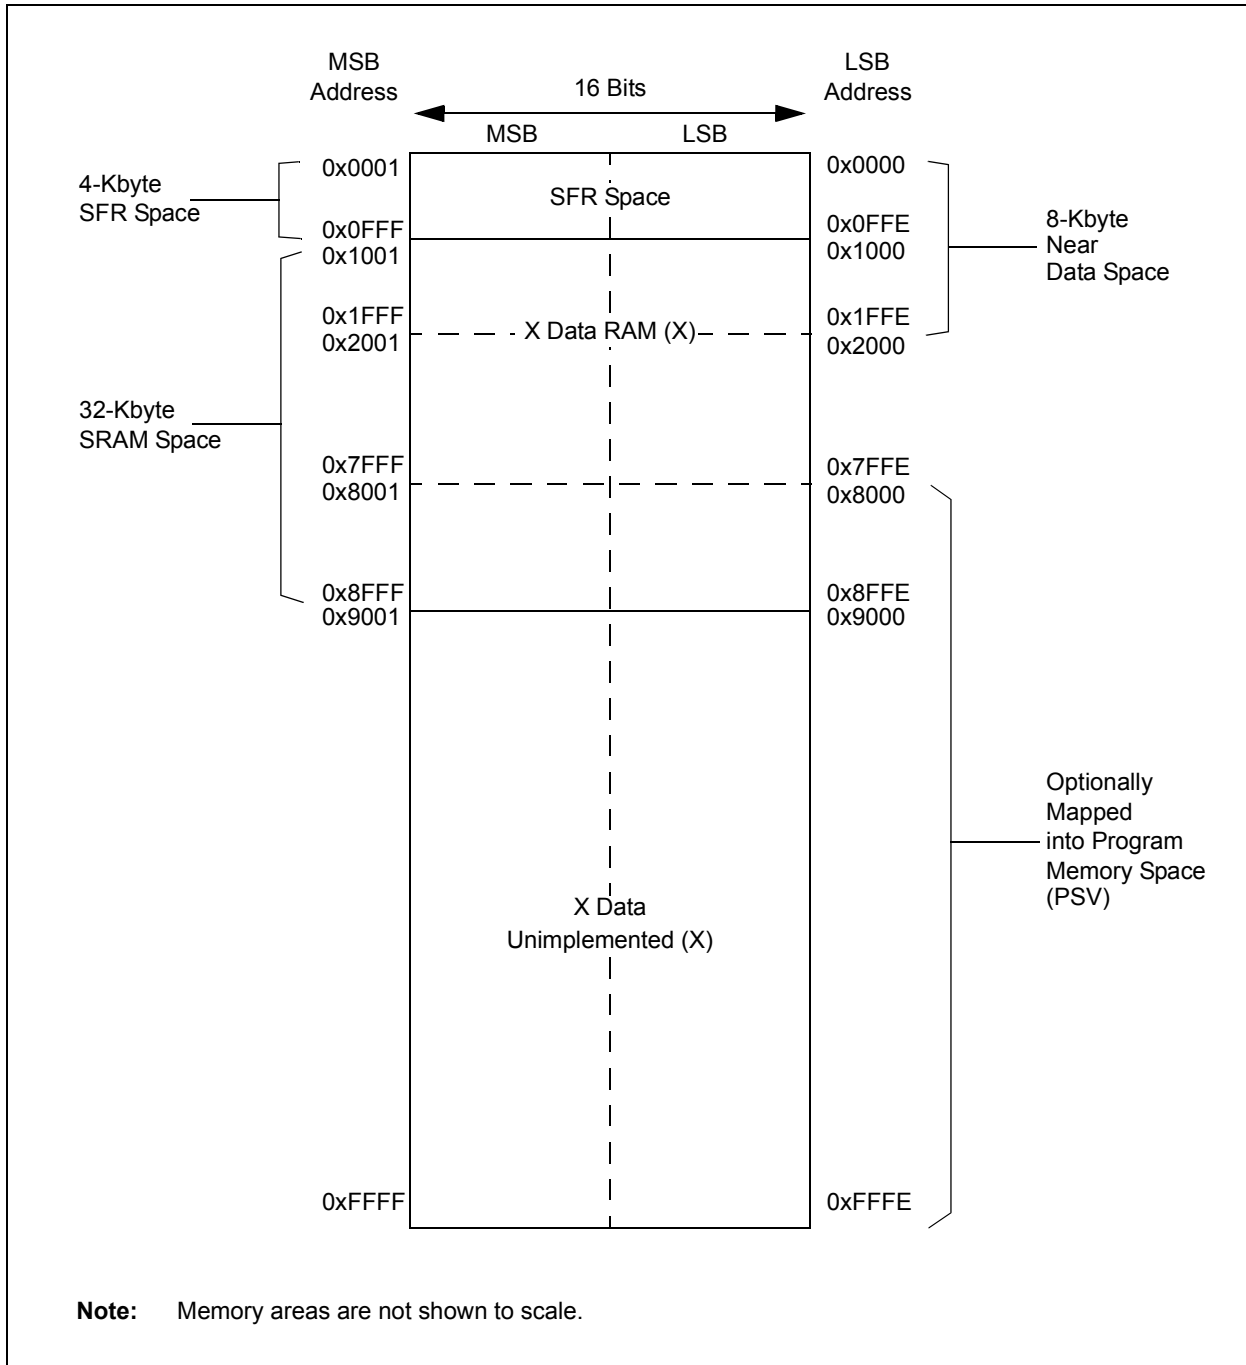 MSB
Address
LSB
Address
16 Bits
MSB
LSB
4-Kbyte
SFR Space
0x0001
0x0FFF
0x1001
SFR Space
0x0000
0x0FFE
0x1000
8-Kbyte
Near
Data Space
0x1FFF
0x2001
X Data RAM (X)
0x1FFE
0x2000
32-Kbyte
SRAM Space
0x7FFF
0x8001
0x7FFE
0x8000
0x8FFF
0x9001
0x8FFE
0x9000
Optionally
Mapped
into Program
Memory Space
(PSV)
X Data
Unimplemented (X)
0xFFFF
0xFFFE
Note: Memory areas are not shown to scale.